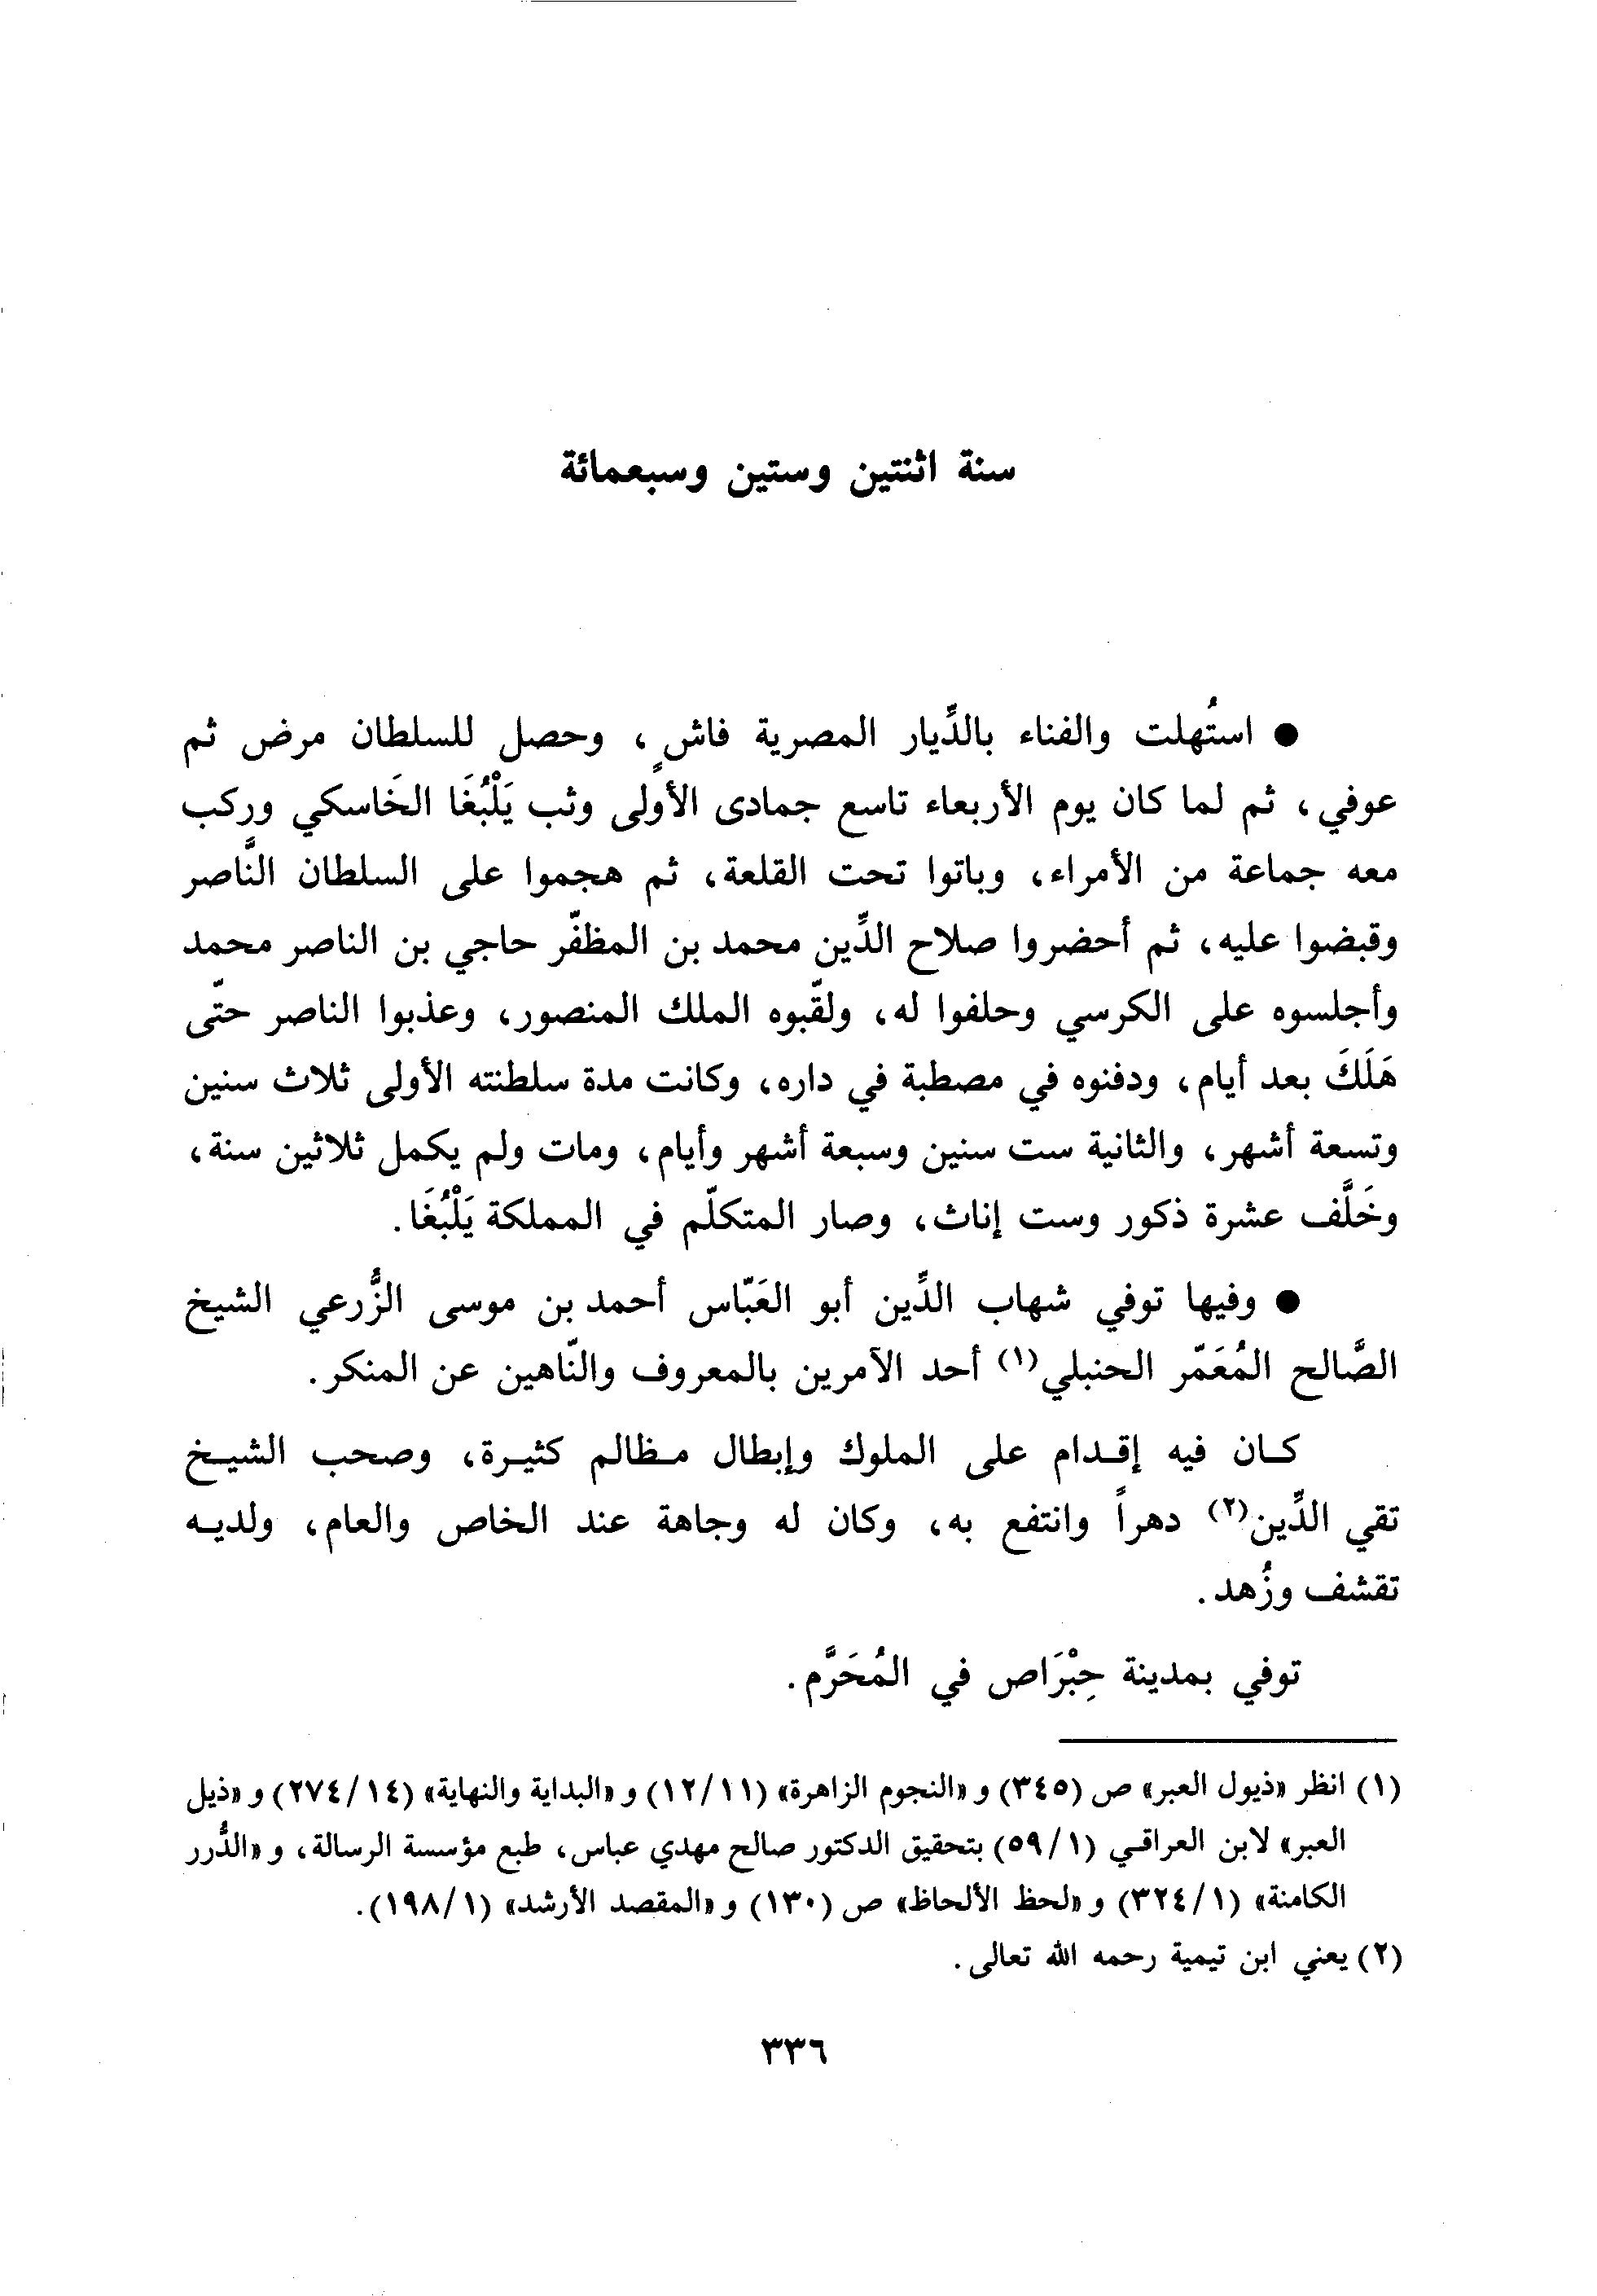 سنة اثنتين وستين وسبعمائة
● استُهلت والفناء بالدِّيار المصرية فاشٍ، وحصل للسلطان مرض ثم
عوفي، ثم لما كان يوم الأربعاء تاسع جمادى الأولى وثب يَلْبُغَا الخَاسكي وركب
معه جماعة من الأمراء، وباتوا تحت القلعة، ثم هجموا على السلطان النَّاصر
وقبضوا عليه، ثم أحضروا صلاح الدِّين محمد بن المظفّر حاجي بن الناصر محمد
وأجلسوه على الكرسي وحلفوا له، ولقّبوه الملك المنصور، وعذبوا الناصر حتّى
هَلَكَ بعد أيام، ودفنوه في مصطبة في داره، وكانت مدة سلطنته الأولى ثلاث سنين
وتسعة أشهر، والثانية ست سنين وسبعة أشهر وأيام، ومات ولم يكمل ثلاثين سنة،
وخَلَّف عشرة ذكور وست إناث، وصار المتكلّم في المملكة يَلْبُغَا.
● وفيها توفي شهاب الدِّين أبو العَبّاس أحمد بن موسى الزُّرعي الشيخ
الصَّالح المُعَمّر الحنبلي(١) أحد الآمرين بالمعروف والنّاهين عن المنكر.
كان فيه إقدام على الملوك وإبطال مظالم كثيرة، وصحب الشيخ
تقي الدِّين(٢) دهراً وانتفع به، وكان له وجاهة عند الخاص والعام، ولديه
تقشف وزُهد.
توفي بمدينة حِبْرَاص في المُحَرَّم.
(١) انظر «ذيول العبر» ص (٣٤٥) و «النجوم الزاهرة» (١١/ ١٢) و «البداية والنهاية» (١٤/ ٢٧٤) و «ذيل
العبر» لابن العراقي (١/ ٥٩) بتحقيق الدكتور صالح مهدي عباس، طبع مؤسسة الرسالة، و «الدُّرر
الكامنة» (١/ ٣٢٤) و «لحظ الألحاظ» ص (١٣٠) و «المقصد الأرشد» (١/ ١٩٨).
(٢) يعني ابن تيمية رحمه الله تعالى.
٣٣٦